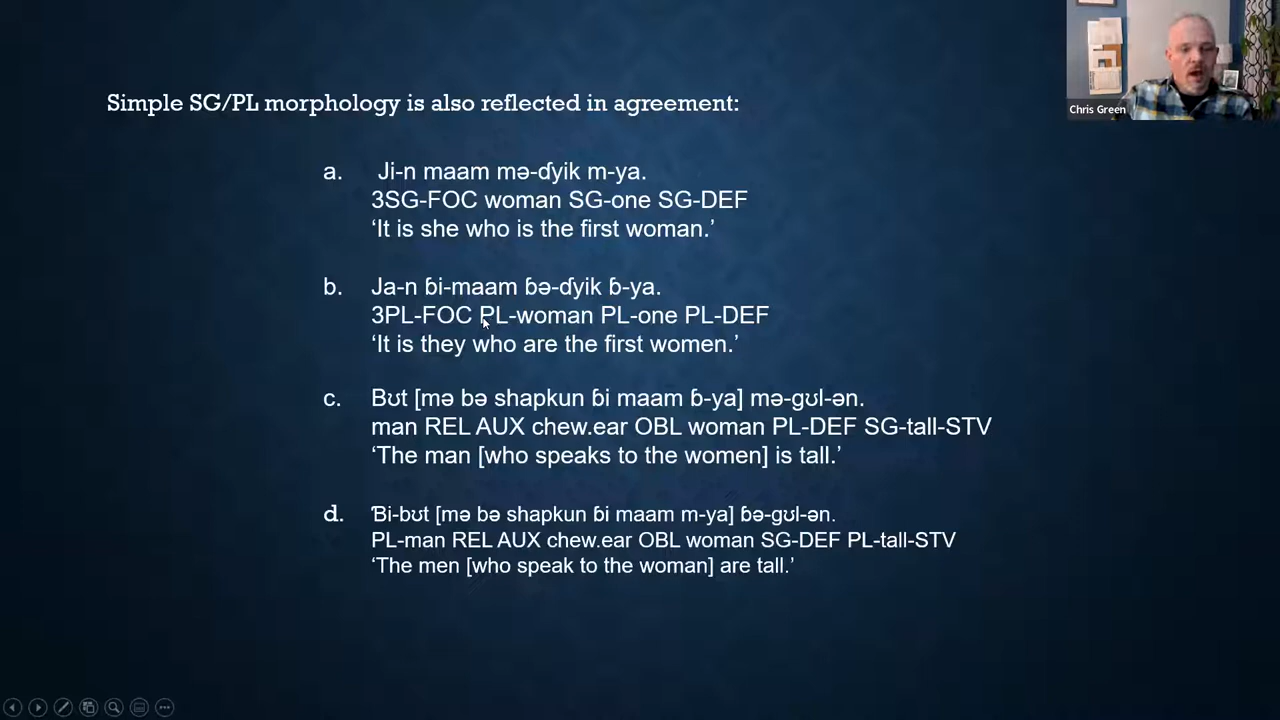 Chris Green
Simple SG/PL morphology is also reflected in agreement:
a. Ji-n maam mə-ɗyik m-ya.
3SG-FOC woman SG-one SG-DEF
‘It is she who is the first woman.’
b. Ja-n ɓi-maam ɓə-ɗyik ɓ-ya.
3PL-FOC PL-woman PL-one PL-DEF
‘It is they who are the first women.’
c. Bʊt [mə bə shapkun ɓi maam ɓ-ya] mə-gʊl-ən.
man REL AUX chew.ear OBL woman PL-DEF SG-tall-STV
‘The man [who speaks to the women] is tall.’
d. Ɓi-bʊt [mə bə shapkun ɓi maam m-ya] ɓə-gʊl-ən.
PL-man REL AUX chew.ear OBL woman SG-DEF PL-tall-STV
‘The men [who speak to the woman] are tall.’